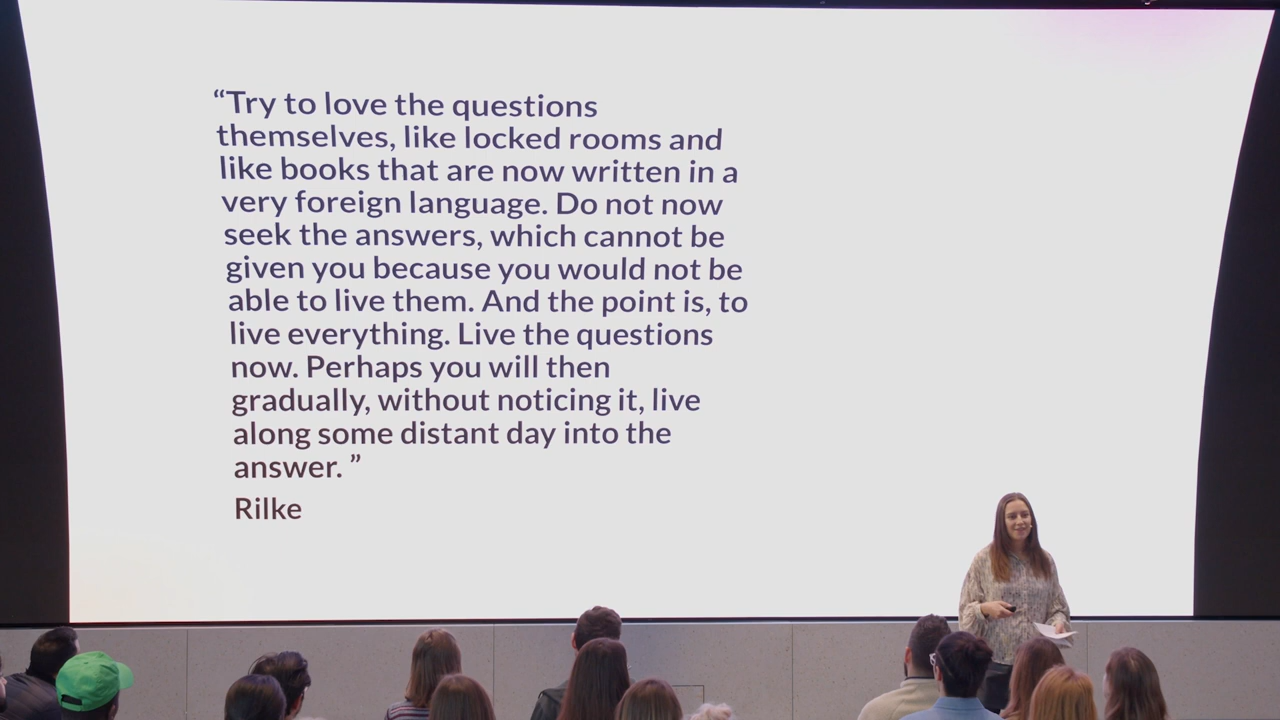 “Try to love the questions
themselves, like locked rooms and
like books that are now written in a
very foreign language. Do not now
seek the answers, which cannot be
given you because you would not be
able to live them. And the point is, to
live everything. Live the questions
now. Perhaps you will then
gradually, without noticing it, live
along some distant day into the
answer. ”
Rilke